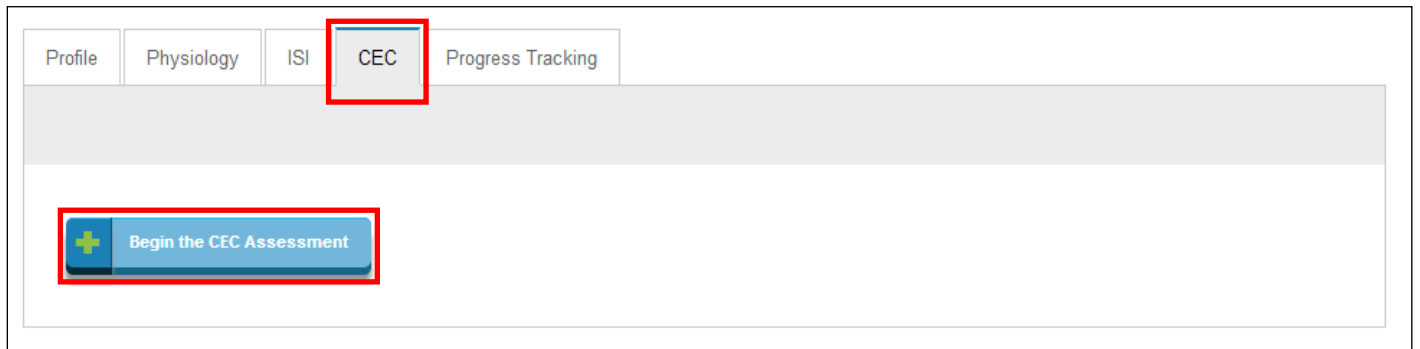 Profile Physiology ISI CEC Progress Tracking
Begin the CEC Assessment